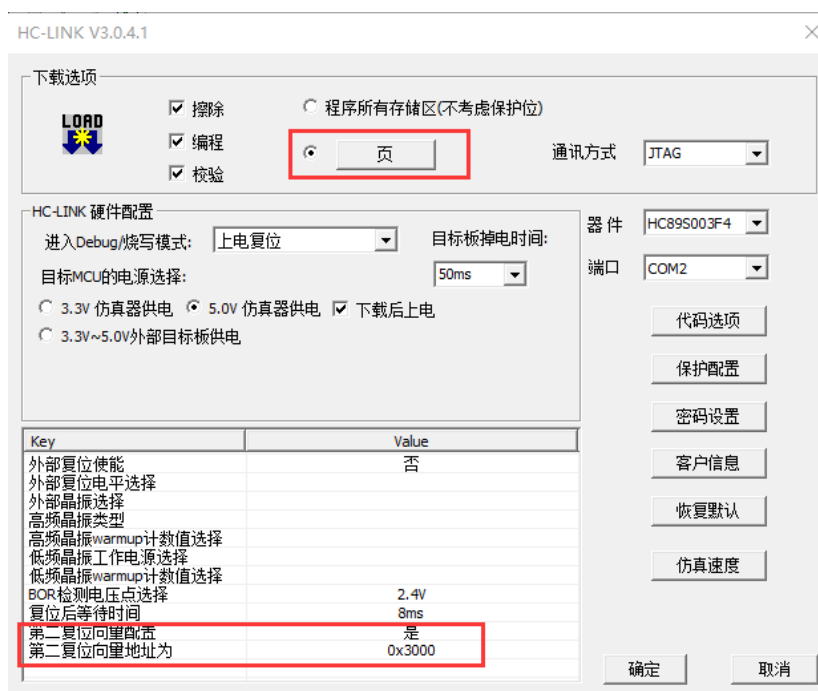 HC-LINK V3.0.4.1
下载选项
LOAD
擦除
编程
校验
程序所有存储区(不考虑保护位)
页
通讯方式 JTAG
HC-LINK 硬件配置
进入Debug/烧写模式: 上电复位
目标板掉电时间:
50ms
目标MCU的电源选择:
3.3V 仿真器供电 5.0V 仿真器供电 下载后上电
3.3V~5.0V外部目标板供电
器件 HC89S003F4
端口 COM2
代码选项
保护配置
密码设置
客户信息
恢复默认
仿真速度
Key Value
外部复位使能 否
外部复位电平选择
外部晶振选择
高频晶振类型
高频晶振warmup计数值选择
低频晶振工作电源选择
低频晶振warmup计数值选择
BOR检测电压点选择 2.4V
复位后等待时间 8ms
第二复位向量配置 是
第二复位向量地址为 0x3000
确定 取消